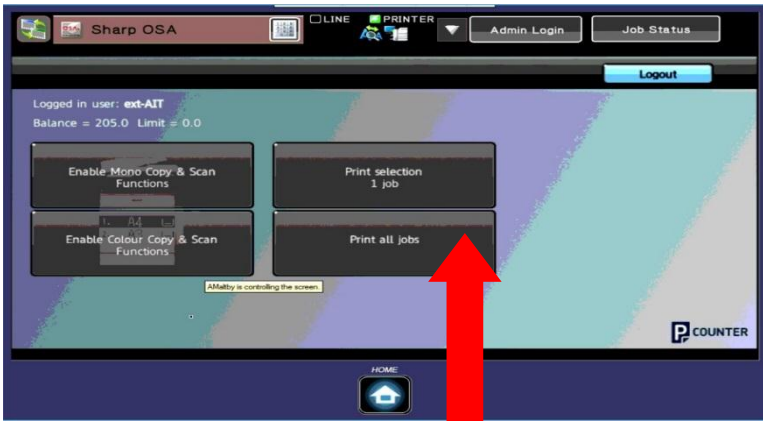 Sharp OSA
LINE
PRINTER
Admin Login
Job Status
Logout
Logged in user: ext-AIT
Balance = 205.0 Limit = 0.0
Enable Mono Copy & Scan
Functions
Print selection
1 job
A4
Enable Colour Copy & Scan
Functions
Print all jobs
AMaltby is controlling the screen.
P COUNTER
HOME